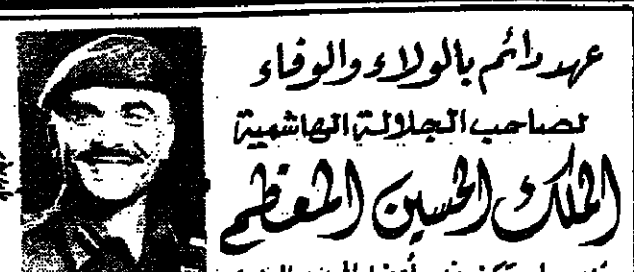 عهد دائم بالولاء والوفاء
لصاحب الجلالة الهاشمية
الملك الحسين المعظم